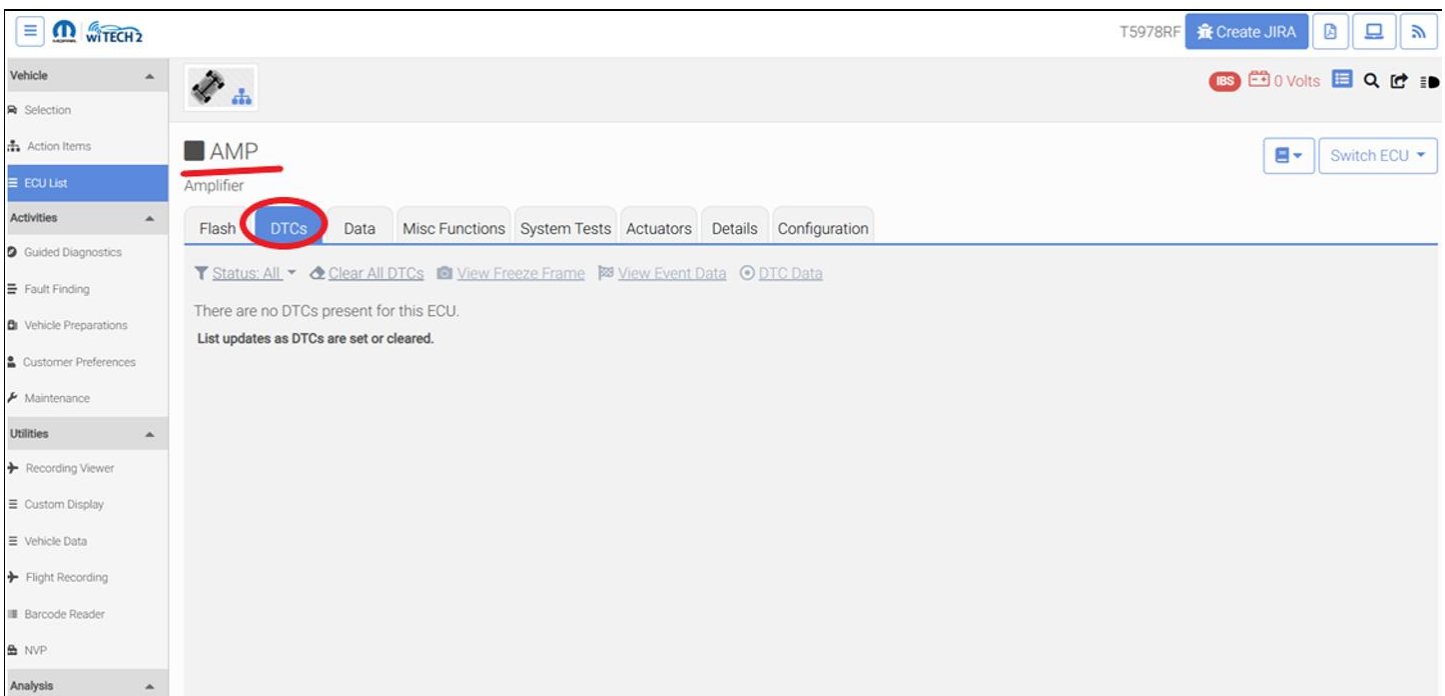 MOPAR wiTECH 2
T5978RF Create JIRA
Vehicle
Selection
Action Items
ECU List
Activities
Guided Diagnostics
Fault Finding
Vehicle Preparations
Customer Preferences
Maintenance
Utilities
Recording Viewer
Custom Display
Vehicle Data
Flight Recording
Barcode Reader
NVP
Analysis
IBS 0 Volts
AMP
Switch ECU
Amplifier
Flash DTCs Data Misc Functions System Tests Actuators Details Configuration
Status: All Clear All DTCs View Freeze Frame View Event Data DTC Data
There are no DTCs present for this ECU.
List updates as DTCs are set or cleared.